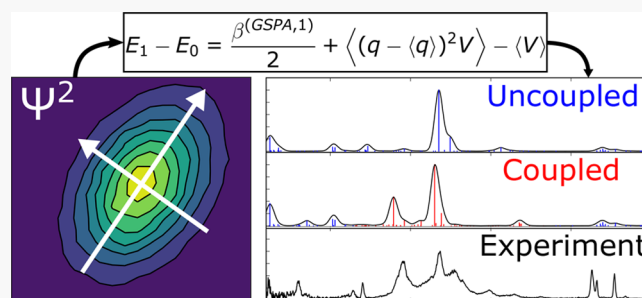 E₁ − E₀ = β^(GSPA,1)/2 + ⟨(q − ⟨q⟩)²V⟩ − ⟨V⟩
Ψ²
Uncoupled
Coupled
Experiment